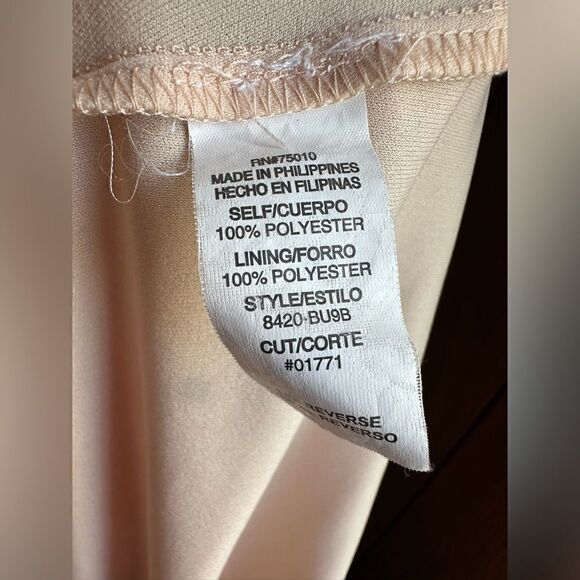 RN#75010
MADE IN PHILIPPINES
HECHO EN FILIPINAS
SELF/CUERPO
100% POLYESTER
LINING/FORRO
100% POLYESTER
STYLE/ESTILO
8420-BU9B
CUT/CORTE
#01771
REVERSE
REVERSO